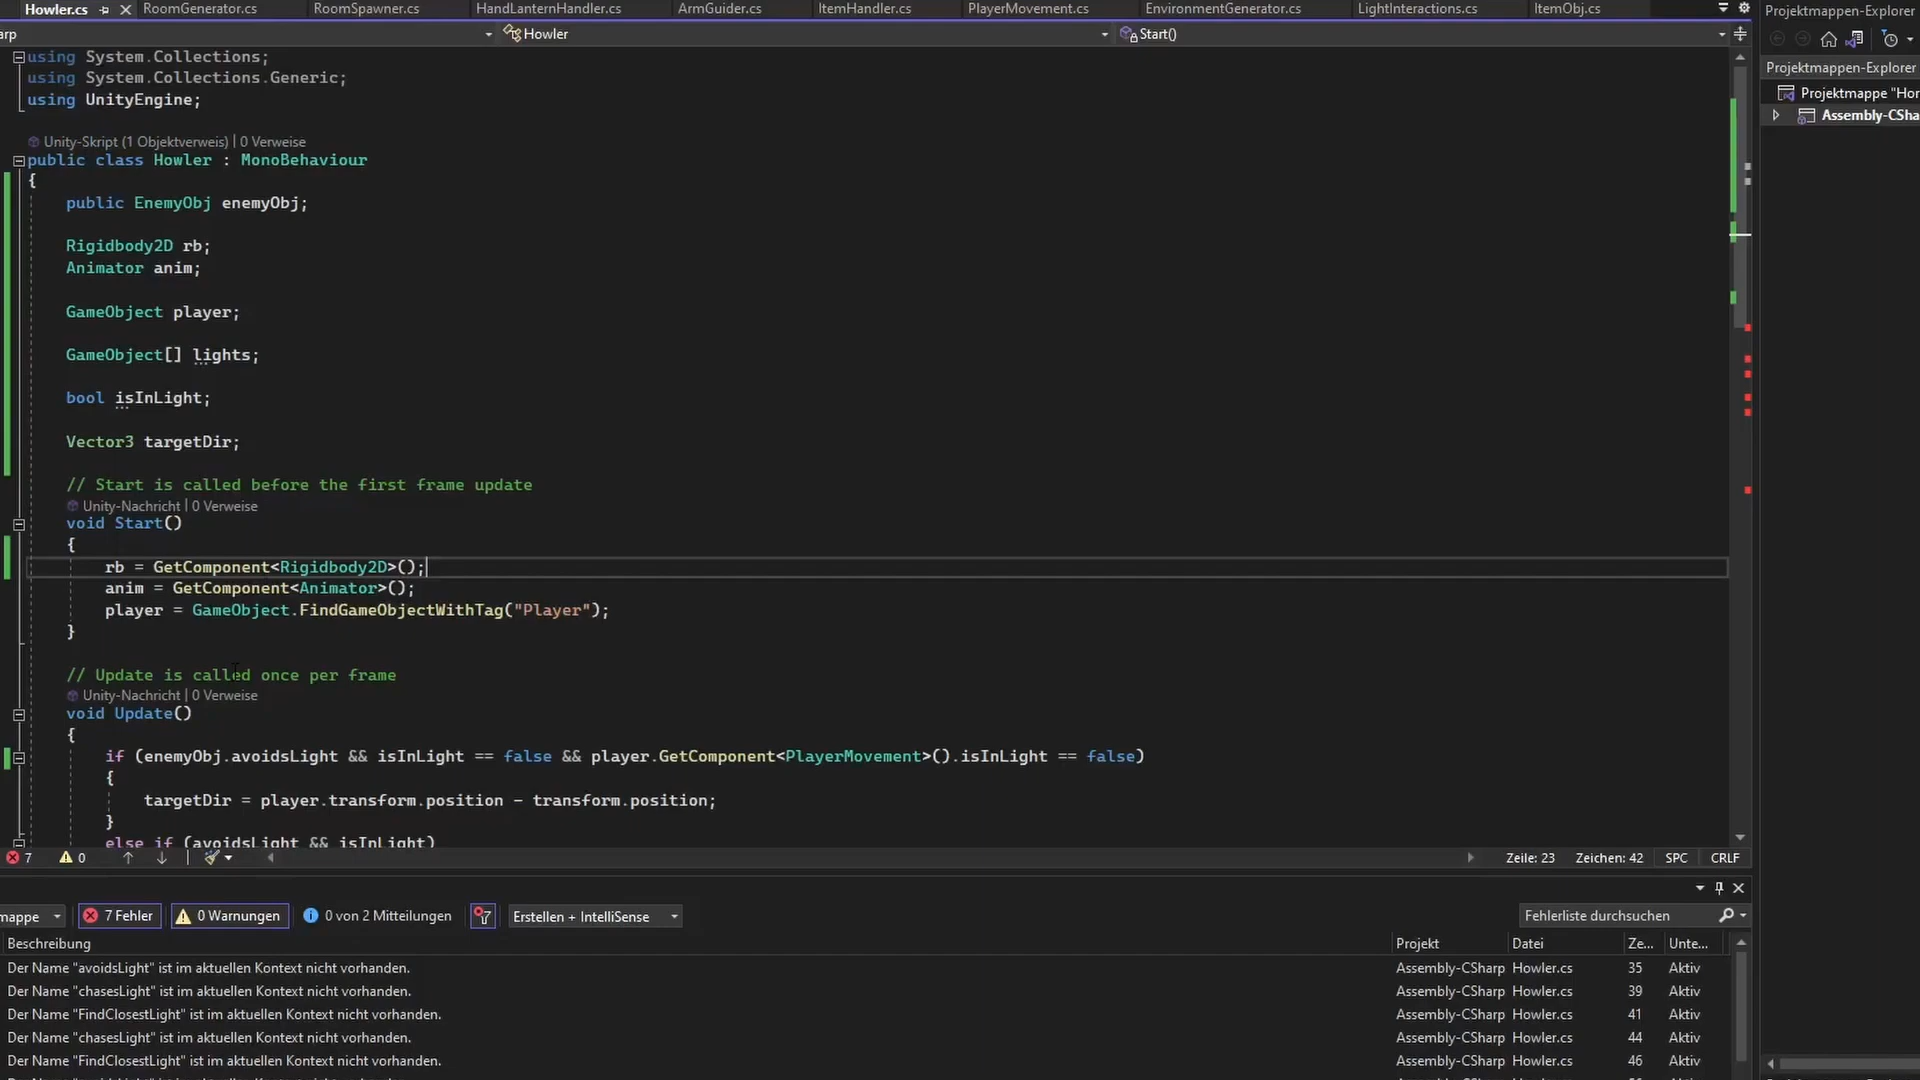 Howler.cs RoomGenerator.cs RoomSpawner.cs HandLanternHandler.cs ArmGuider.cs ItemHandler.cs PlayerMovement.cs EnvironmentGenerator.cs LightInteractions.cs ItemObj.cs
Projektmappen-Explorer
arp Howler Start()
Projektmappen-Explorer
Projektmappe "Hor
Assembly-CSha
using System.Collections;
using System.Collections.Generic;
using UnityEngine;
Unity-Skript (1 Objektverweis) | 0 Verweise
public class Howler : MonoBehaviour
{
public EnemyObj enemyObj;
Rigidbody2D rb;
Animator anim;
GameObject player;
GameObject[] lights;
bool isInLight;
Vector3 targetDir;
// Start is called before the first frame update
Unity-Nachricht | 0 Verweise
void Start()
{
rb = GetComponent<Rigidbody2D>();
anim = GetComponent<Animator>();
player = GameObject.FindGameObjectWithTag("Player");
}
// Update is called once per frame
Unity-Nachricht | 0 Verweise
void Update()
{
if (enemyObj.avoidsLight && isInLight == false && player.GetComponent<PlayerMovement>().isInLight == false)
{
targetDir = player.transform.position - transform.position;
}
else if (avoidsLight && isInLight)
7 0 Zeile: 23 Zeichen: 42 SPC CRLF
mappe 7 Fehler 0 Warnungen 0 von 2 Mitteilungen Erstellen + IntelliSense Fehlerliste durchsuchen
Beschreibung Projekt Datei Ze... Unte...
Der Name "avoidsLight" ist im aktuellen Kontext nicht vorhanden. Assembly-CSharp Howler.cs 35 Aktiv
Der Name "chasesLight" ist im aktuellen Kontext nicht vorhanden. Assembly-CSharp Howler.cs 39 Aktiv
Der Name "FindClosestLight" ist im aktuellen Kontext nicht vorhanden. Assembly-CSharp Howler.cs 41 Aktiv
Der Name "chasesLight" ist im aktuellen Kontext nicht vorhanden. Assembly-CSharp Howler.cs 44 Aktiv
Der Name "FindClosestLight" ist im aktuellen Kontext nicht vorhanden. Assembly-CSharp Howler.cs 46 Aktiv